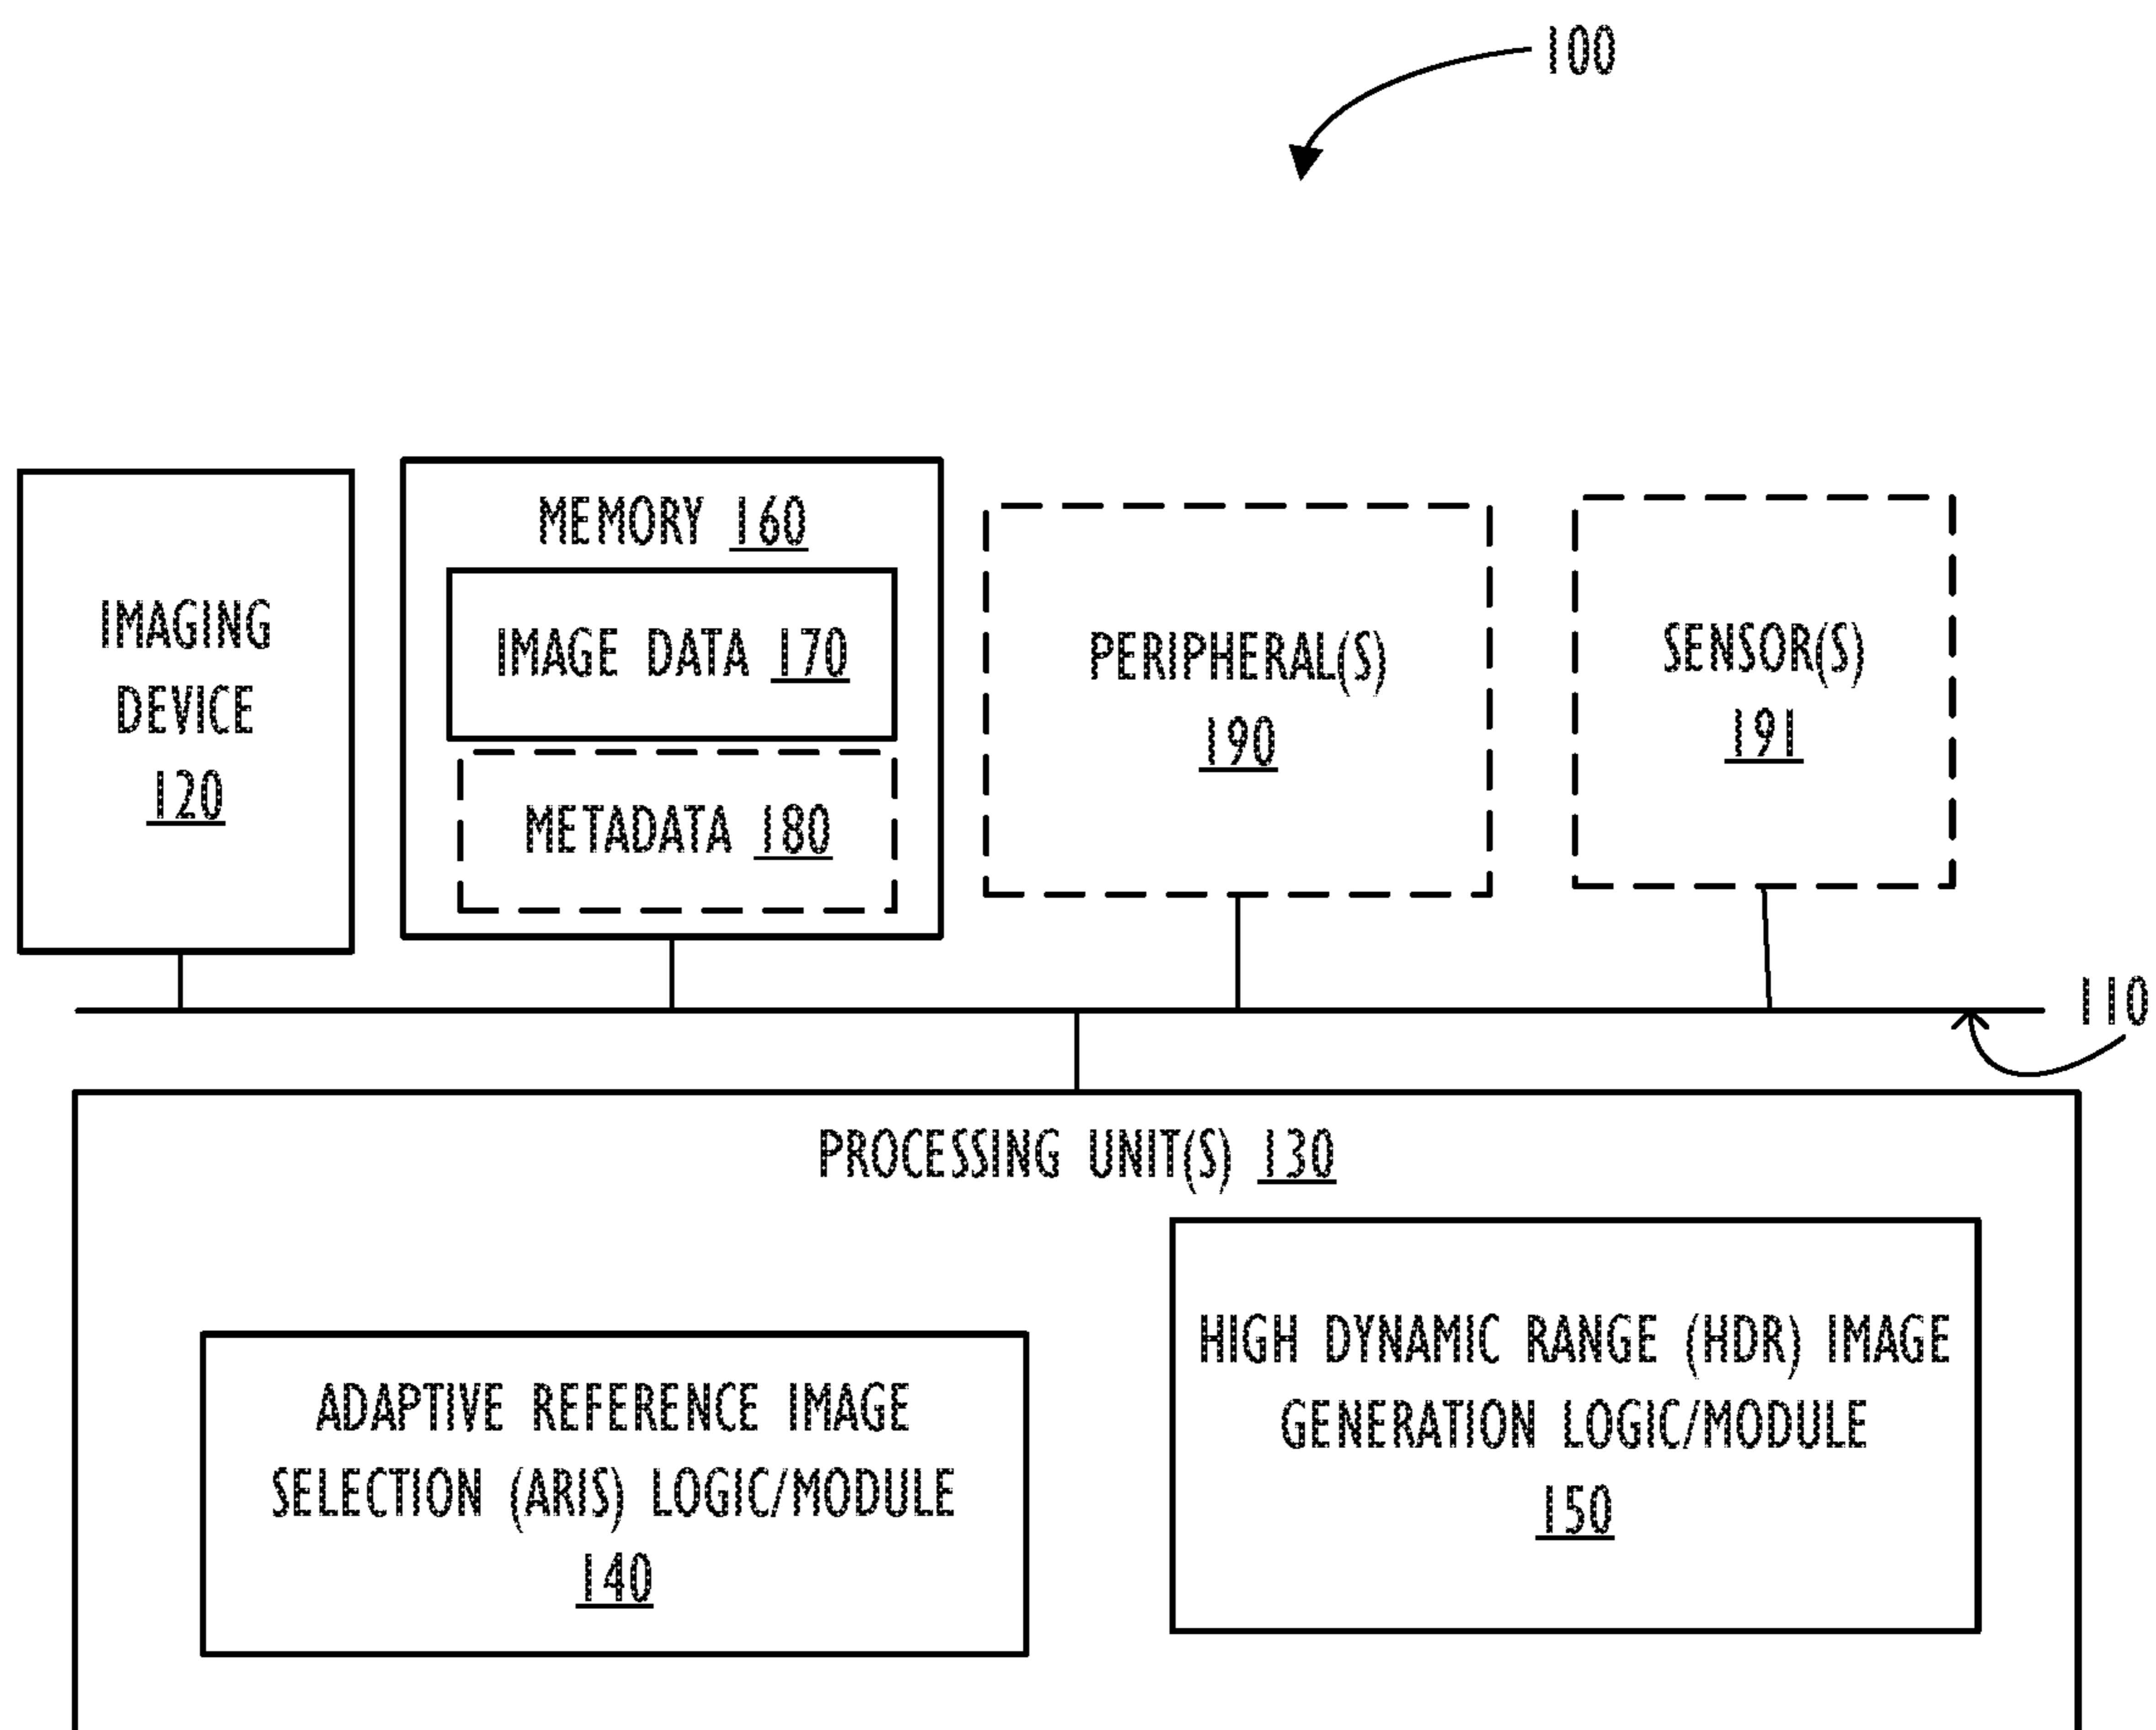 100
IMAGING
DEVICE
120
MEMORY 160
IMAGE DATA 170
METADATA 180
PERIPHERAL(S)
190
SENSOR(S)
191
110
PROCESSING UNIT(S) 130
ADAPTIVE REFERENCE IMAGE
SELECTION (ARIS) LOGIC/MODULE
140
HIGH DYNAMIC RANGE (HDR) IMAGE
GENERATION LOGIC/MODULE
150